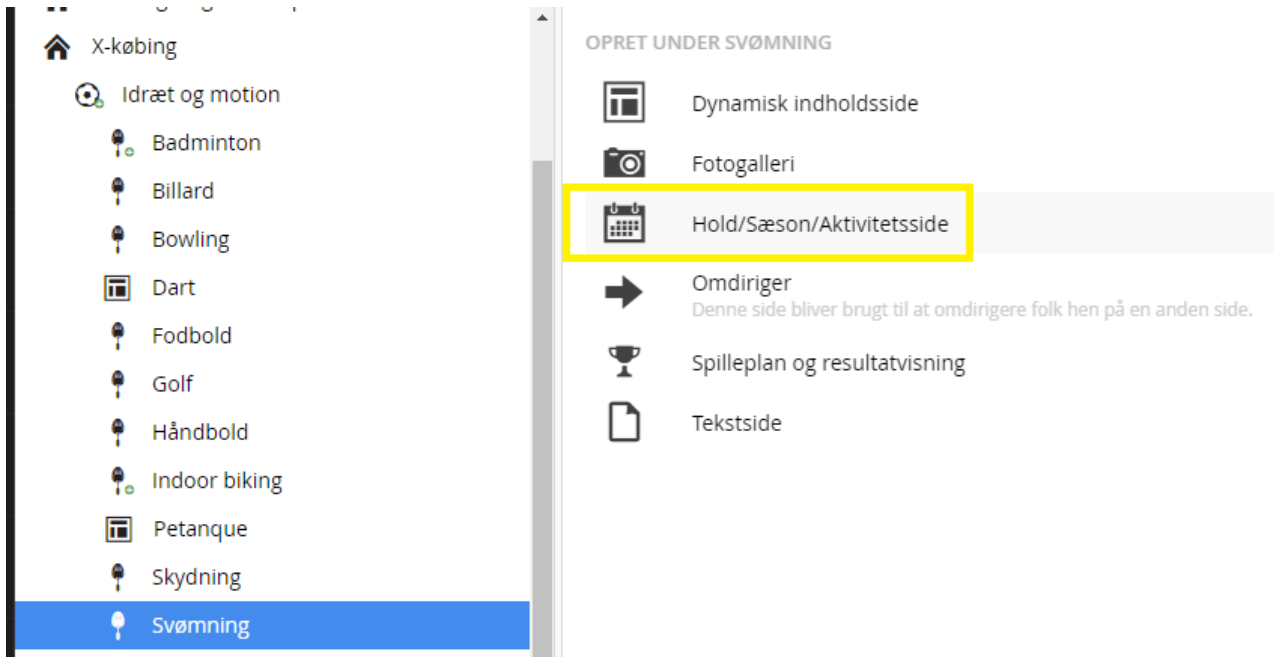 X-købing
Idræt og motion
Badminton
Billard
Bowling
Dart
Fodbold
Golf
Håndbold
Indoor biking
Petanque
Skydning
Svømning
OPRET UNDER SVØMNING
Dynamisk indholdsside
Fotogalleri
Hold/Sæson/Aktivitetsside
Omdiriger
Denne side bliver brugt til at omdirigere folk hen på en anden side.
Spilleplan og resultatvisning
Tekstside